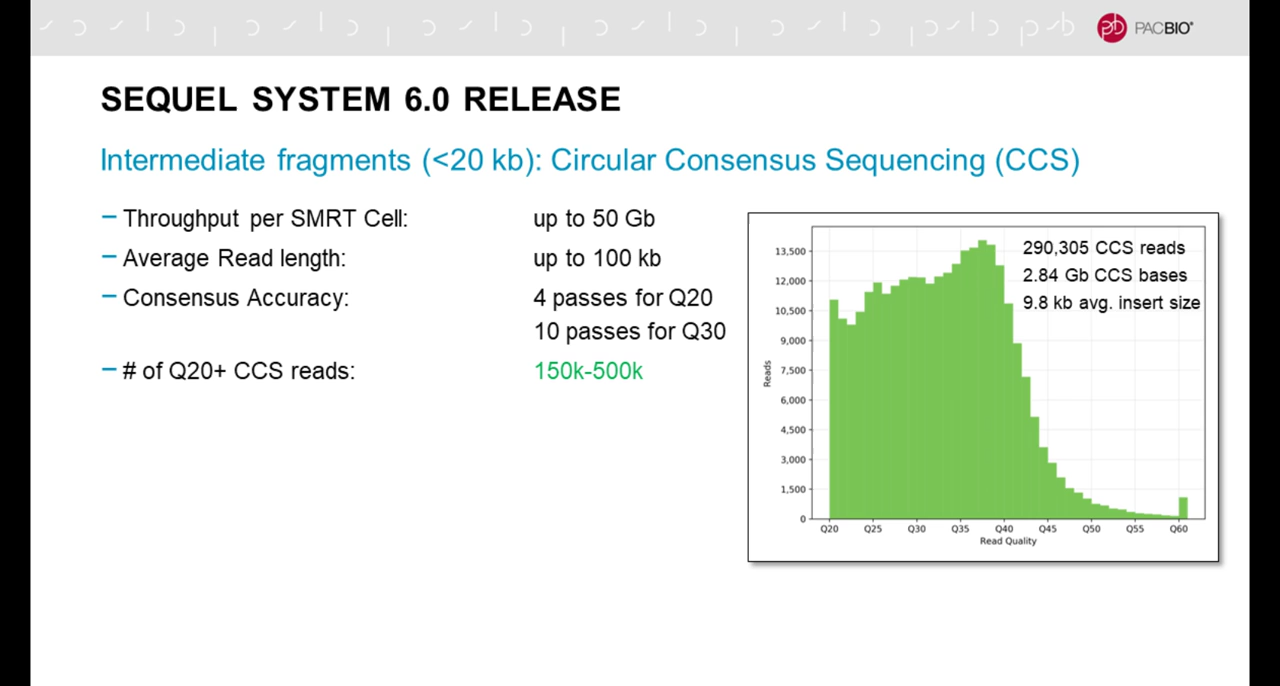 PACBIO®
SEQUEL SYSTEM 6.0 RELEASE
Intermediate fragments (<20 kb): Circular Consensus Sequencing (CCS)
– Throughput per SMRT Cell: up to 50 Gb
– Average Read length: up to 100 kb
– Consensus Accuracy: 4 passes for Q20
10 passes for Q30
– # of Q20+ CCS reads: 150k-500k
290,305 CCS reads
2.84 Gb CCS bases
9.8 kb avg. insert size
Reads
13,500
12,000
10,500
9,000
7,500
6,000
4,500
3,000
1,500
0
Q20 Q25 Q30 Q35 Q40 Q45 Q50 Q55 Q60
Read Quality